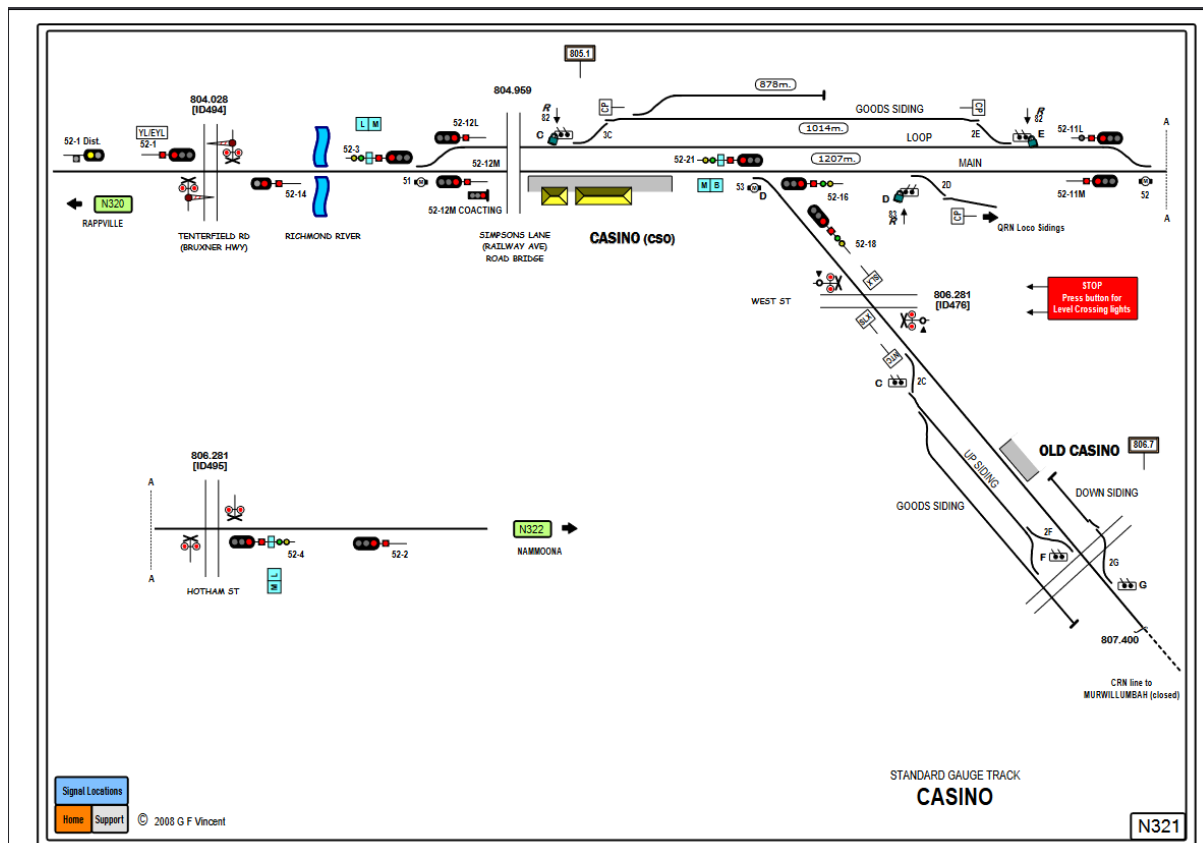 805.1
878m.
804.028
[ID494]
804.959
GOODS SIDING
CP
CP
R
82
C
3C
R
82
E
2E
A
YL/EYL
52-1
52-1 Dist.
L M
52-12L
1014m.
LOOP
52-11L
52-3
52-12M
52-21
1207m.
MAIN
52-14
51
M
52-12M COACTING
M B
53
M
D
52-16
D
83
R
2D
52-11M
M
52
N320
RAPPVILLE
CP
QRN Loco Sidings
A
TENTERFIELD RD
(BRUXNER HWY)
RICHMOND RIVER
SIMPSONS LANE
(RAILWAY AVE)
ROAD BRIDGE
CASINO (CSO)
52-18
SLX
WEST ST
806.281
[ID476]
STOP
Press button for
Level Crossing lights
SLX
NTC
C
2C
806.281
[ID495]
A
OLD CASINO
806.7
UP SIDING
DOWN SIDING
GOODS SIDING
N322
NAMMOONA
52-4
52-2
2F
F
2G
G
A
M L
HOTHAM ST
807.400
CRN line to
MURWILLUMBAH (closed)
STANDARD GAUGE TRACK
CASINO
Signal Locations
Home
Support
© 2008 G F Vincent
N321